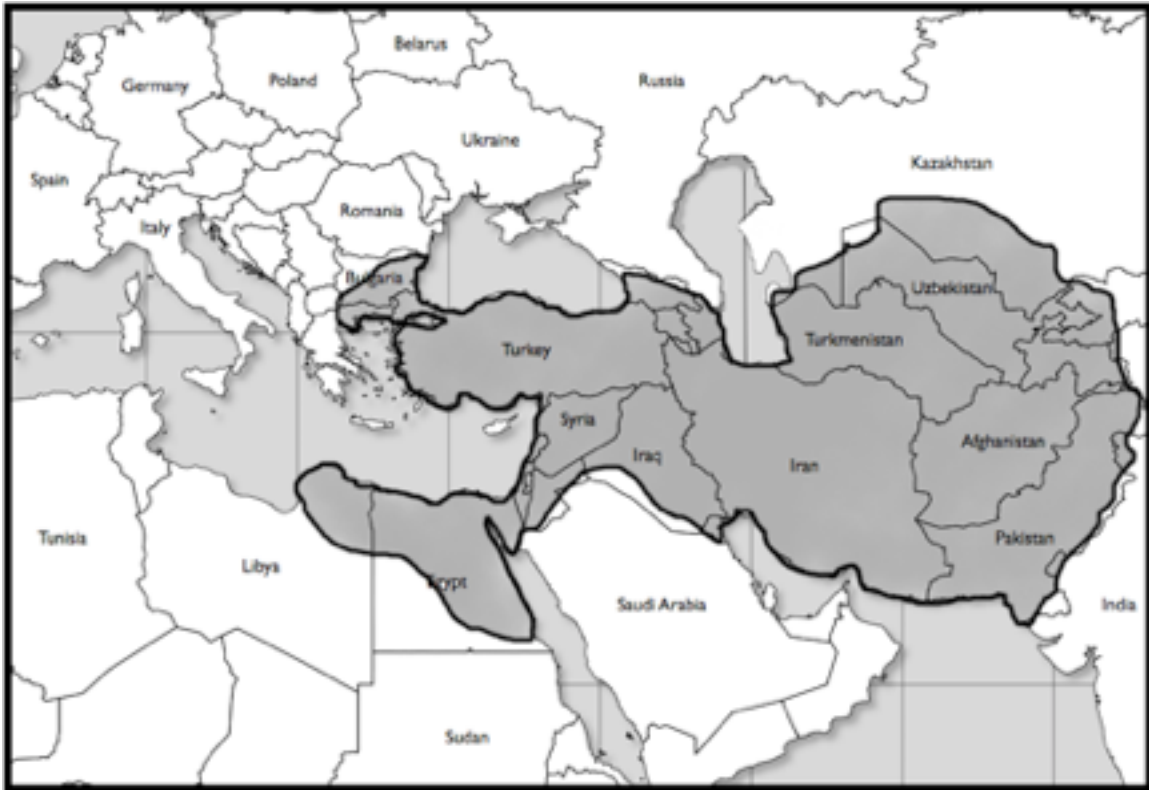 Belarus
Germany
Poland
Russia
Ukraine
Kazakhstan
Spain
Romania
Italy
Bulgaria
Uzbekistan
Turkey
Turkmenistan
Syria
Afghanistan
Iraq
Iran
Tunisia
Pakistan
Libya
Egypt
Saudi Arabia
India
Sudan